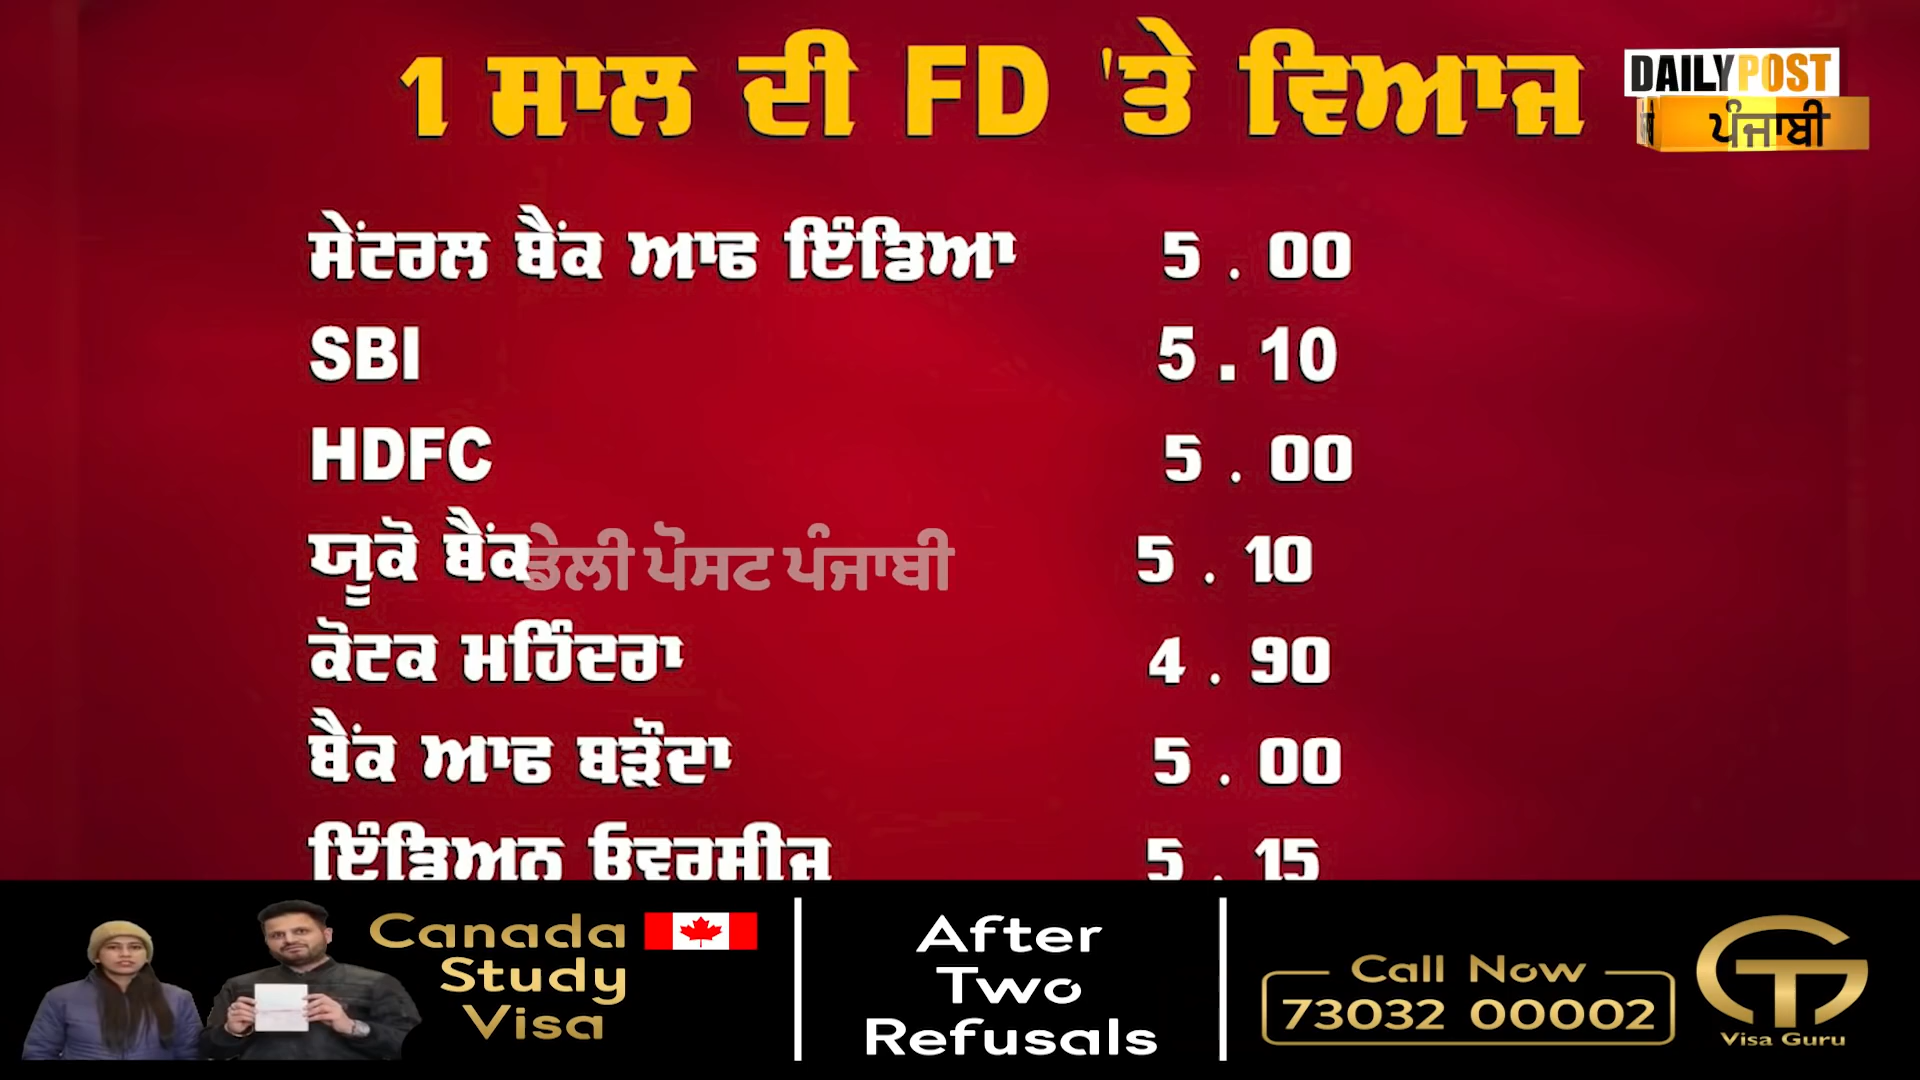 1 ਸਾਲ ਦੀ FD 'ਤੇ ਵਿਆਜ
DAILYPOST
ਪੰਜਾਬੀ
ਸੇਂਟਰਲ ਬੈਂਕ ਆਫ ਇੰਡਿਆ 5 . 00
SBI 5 . 10
HDFC 5 . 00
ਯੂਕੋ ਬੈਂਕ 5 . 10
ਡੇਲੀ ਪੋਸਟ ਪੰਜਾਬੀ
ਕੋਟਕ ਮਹਿੰਦਰਾ 4 . 90
ਬੈਂਕ ਆਫ ਬੜੌਦਾ 5 . 00
ਇੰਡਿਅਨ ਓਵਰਸੀਜ 5 . 15
Canada
Study
Visa
After
Two
Refusals
Call Now
73032 00002
Visa Guru